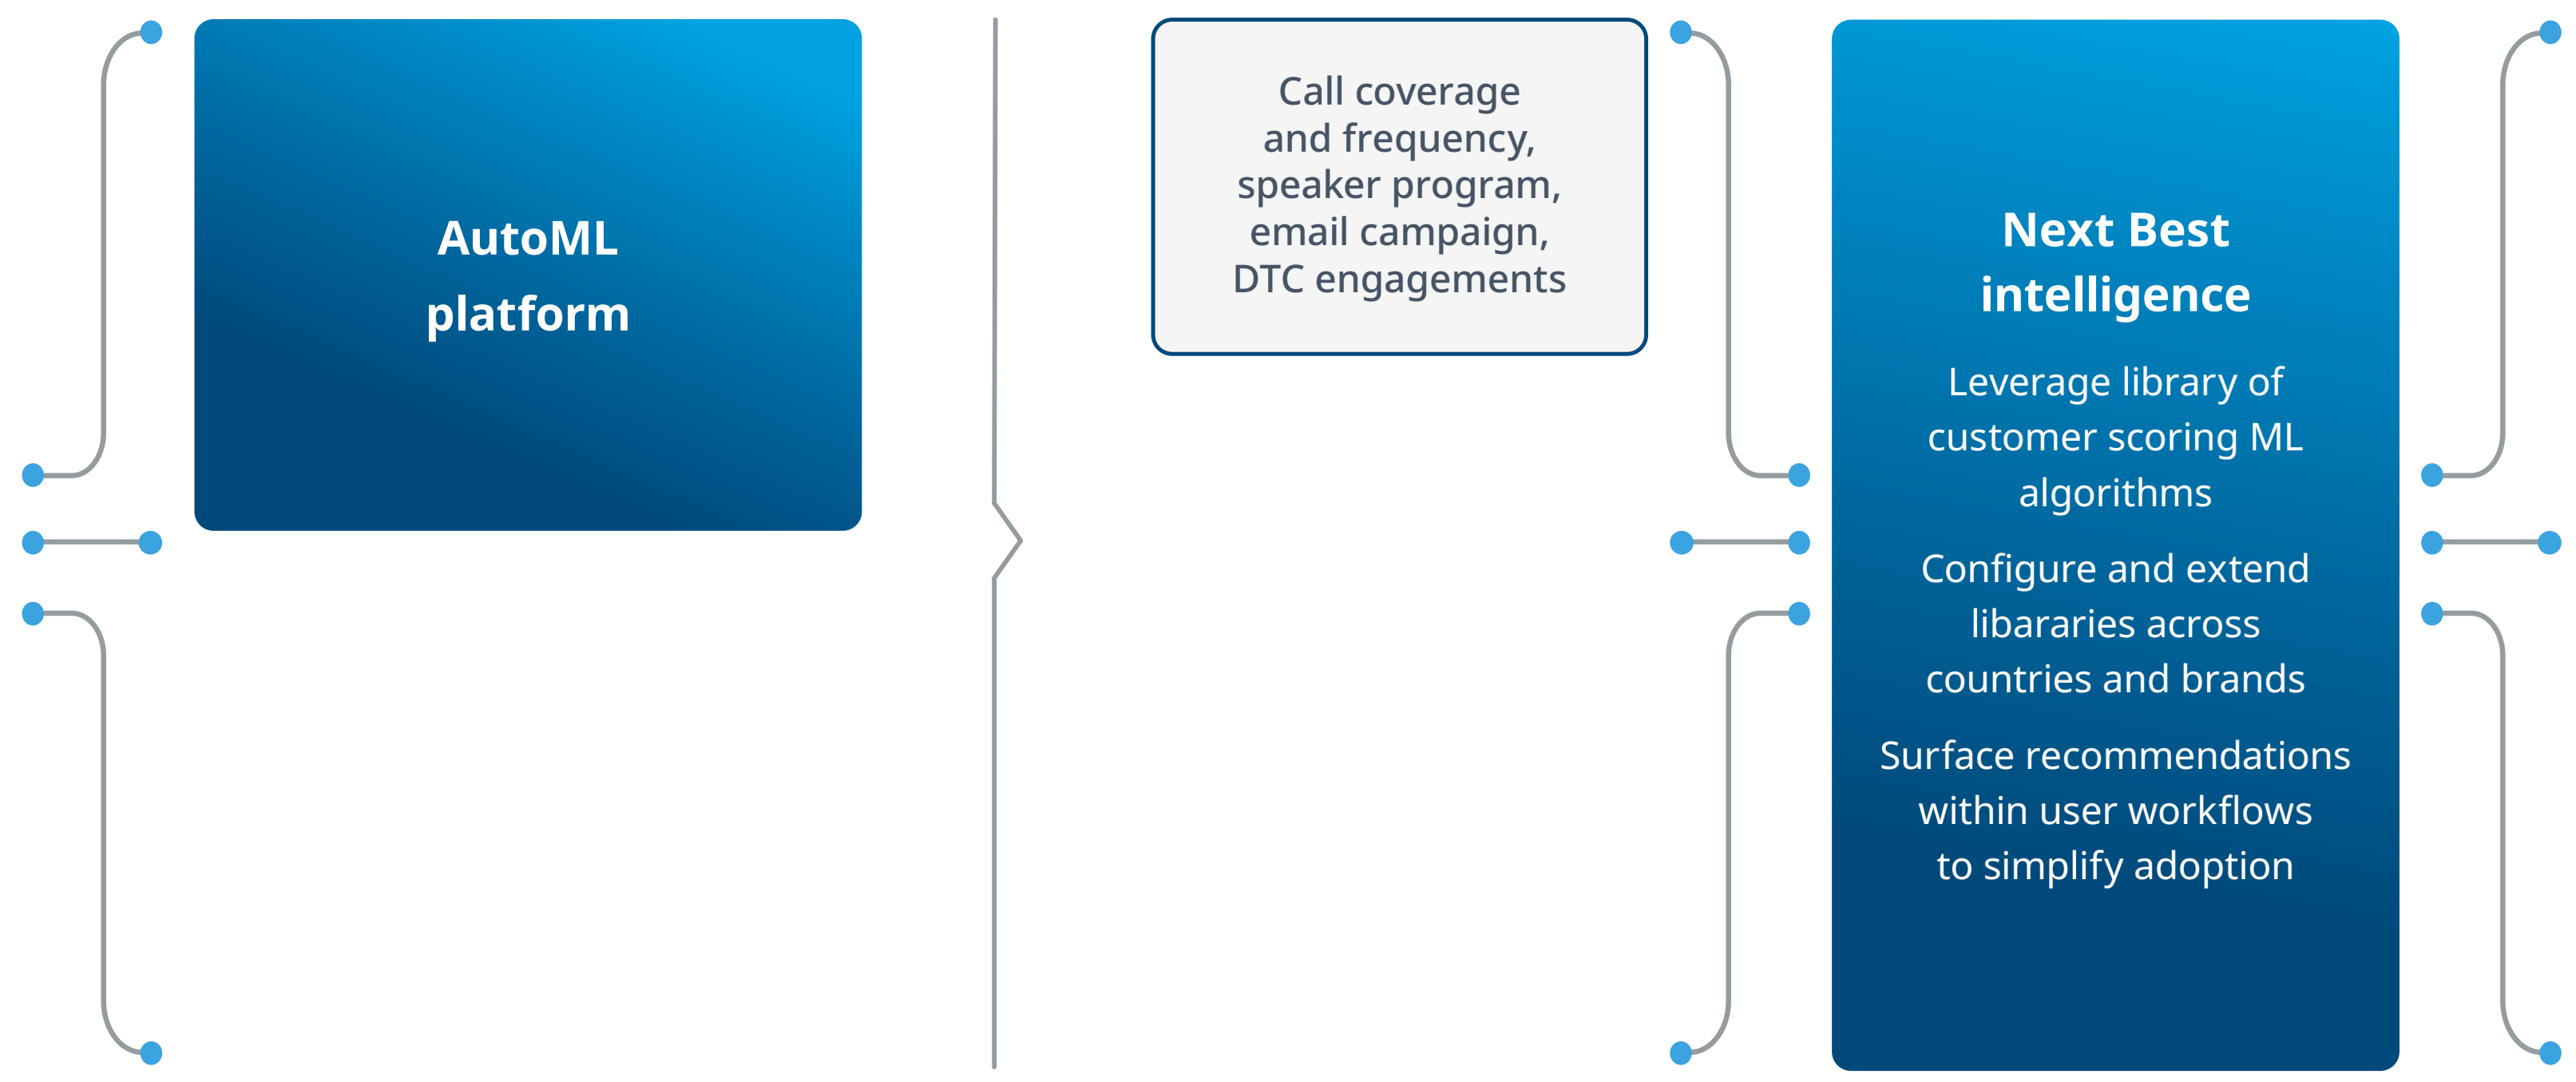 AutoML
platform
Call coverage
and frequency,
speaker program,
email campaign,
DTC engagements
Next Best
intelligence
Leverage library of
customer scoring ML
algorithms
Configure and extend
libararies across
countries and brands
Surface recommendations
within user workflows
to simplify adoption